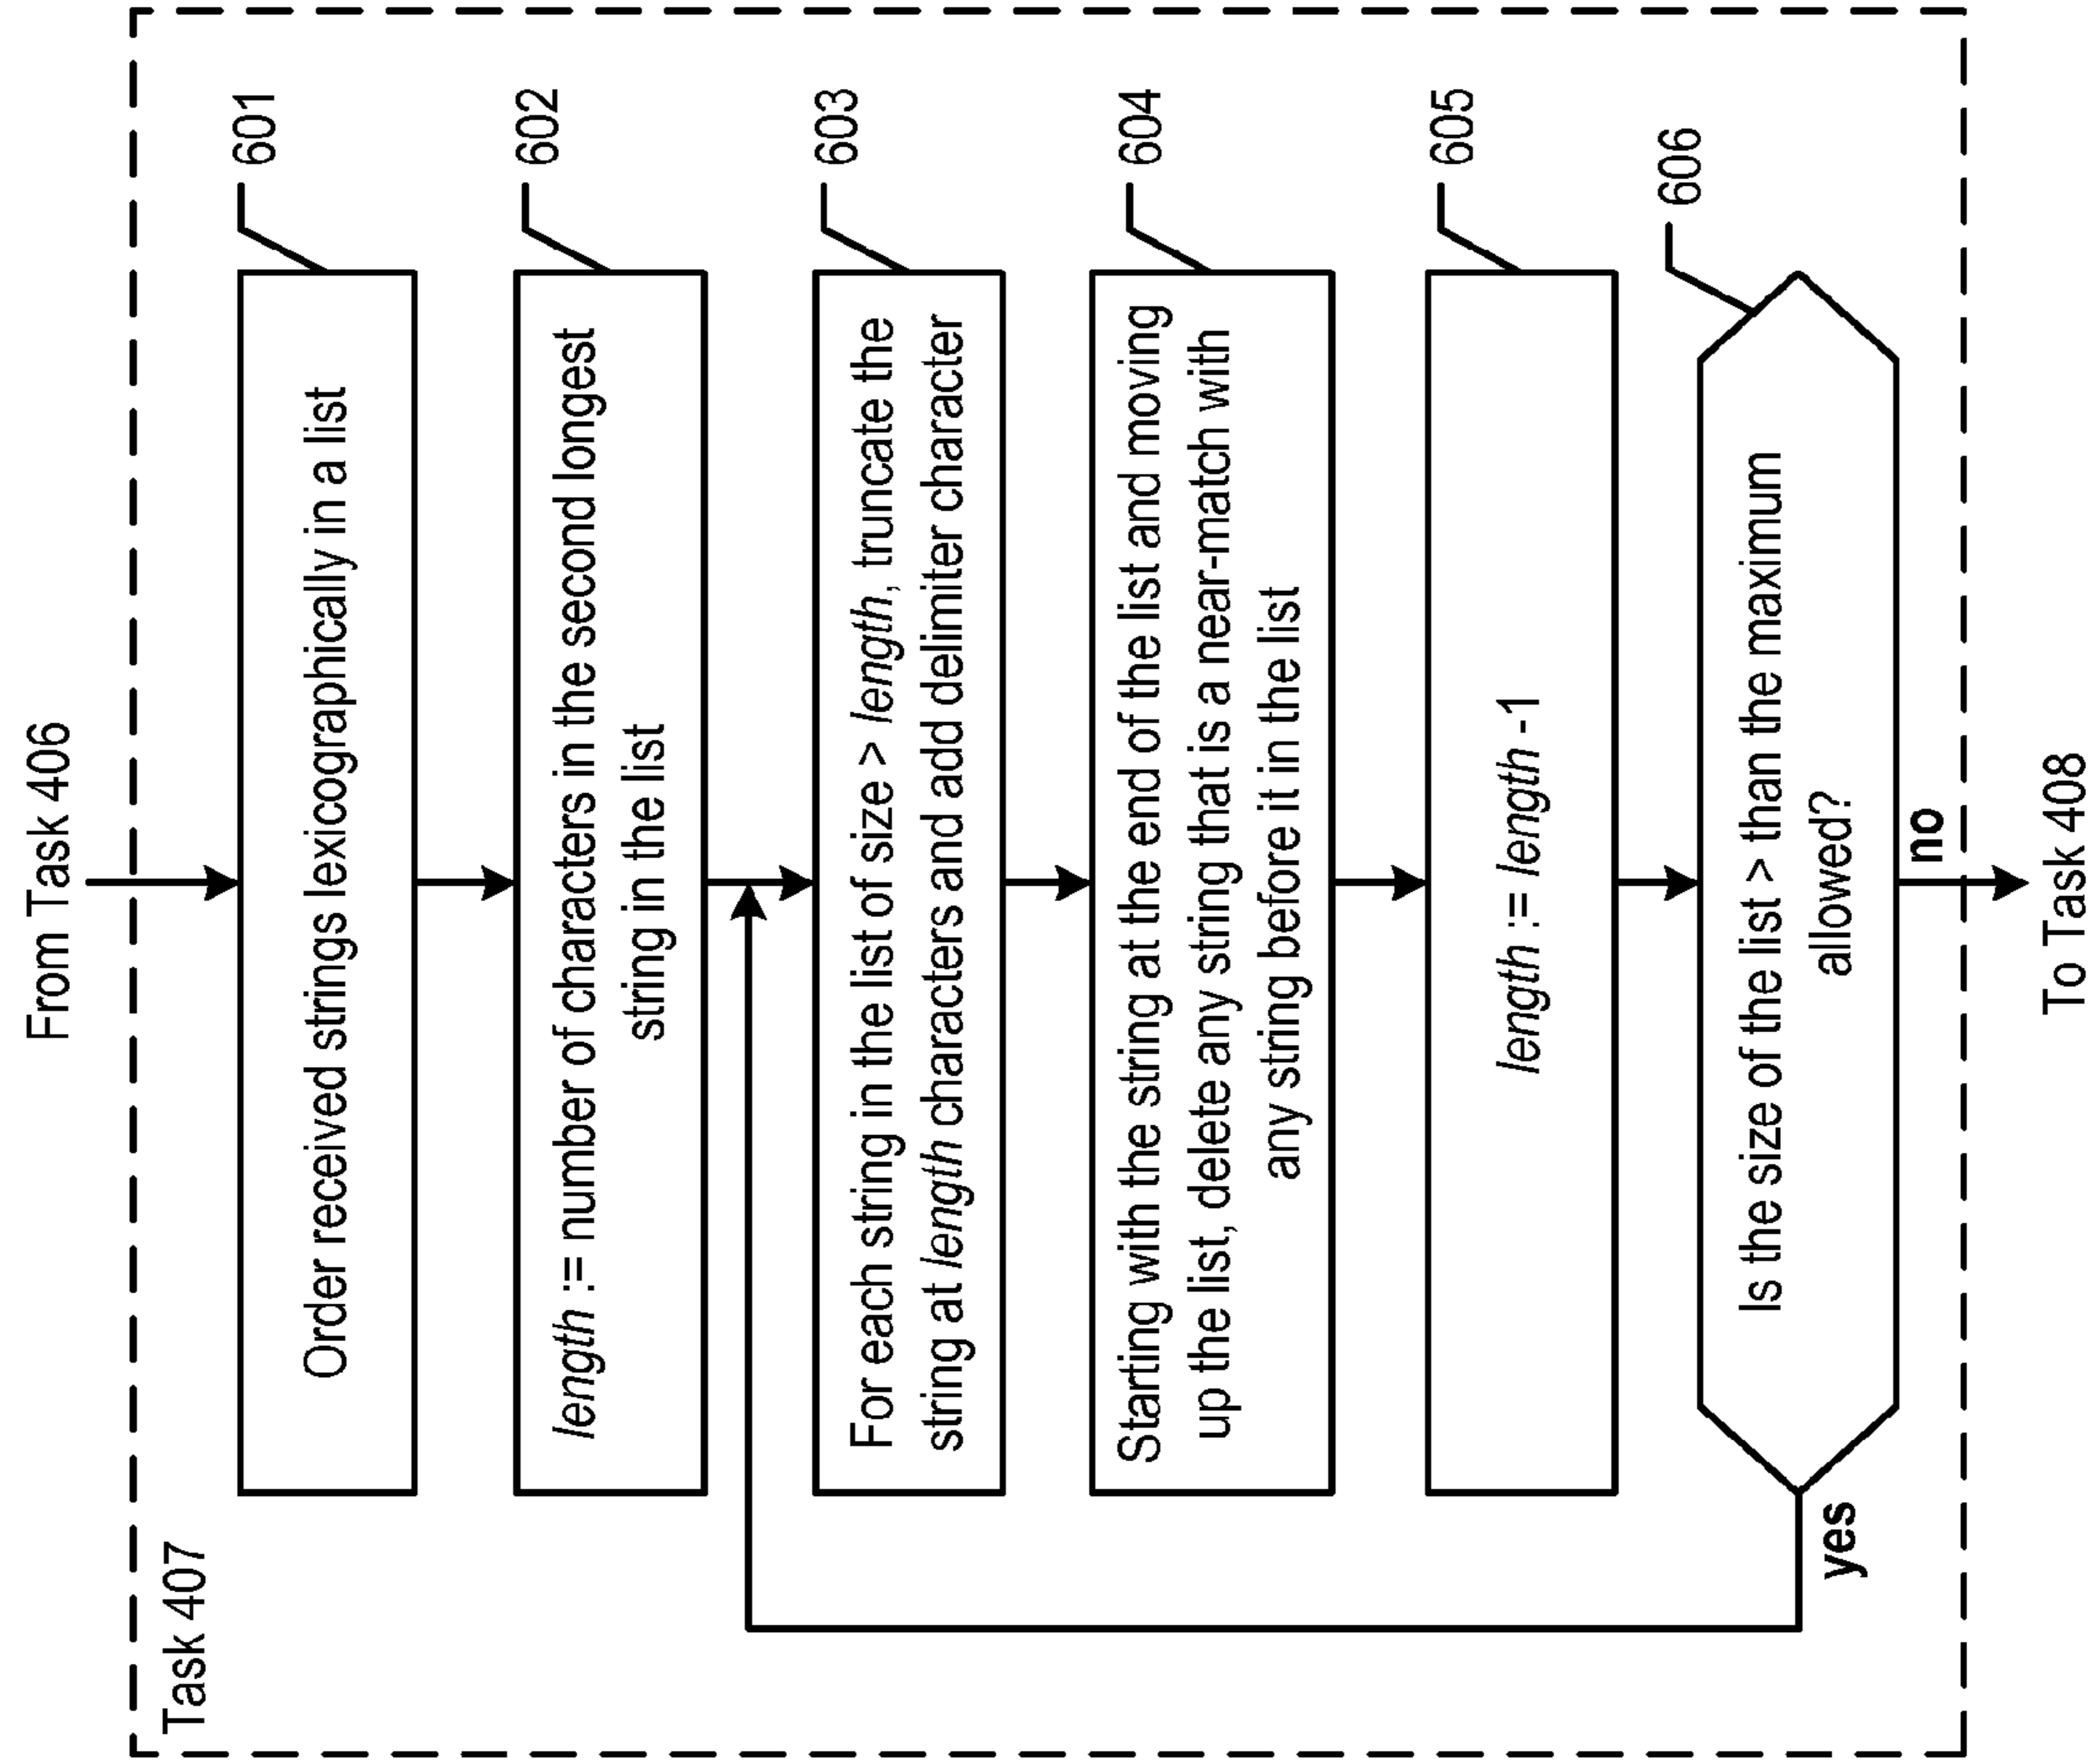 From Task 406
Task 407
601
Order received strings lexicographically in a list
602
length := number of characters in the second longest
string in the list
603
For each string in the list of size > length, truncate the
string at length characters and add delimiter character
604
Starting with the string at the end of the list and moving
up the list, delete any string that is a near-match with
any string before it in the list
605
length := length -1
606
Is the size of the list > than the maximum
allowed?
yes
no
To Task 408